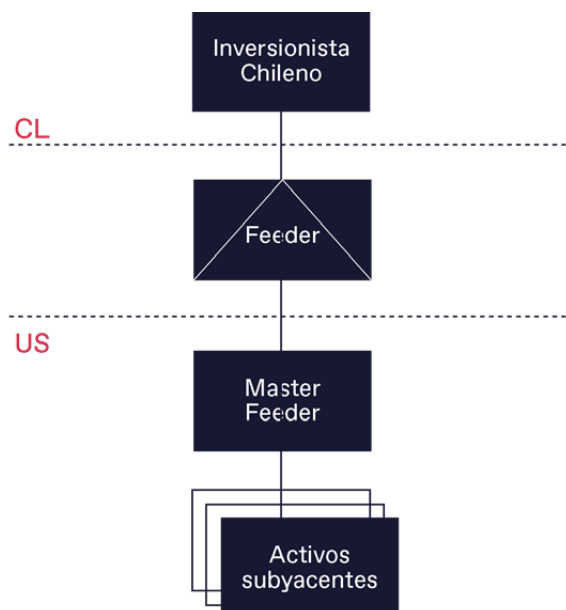 Inversionista
Chileno
CL
Feeder
US
Master
Feeder
Activos
subyacentes